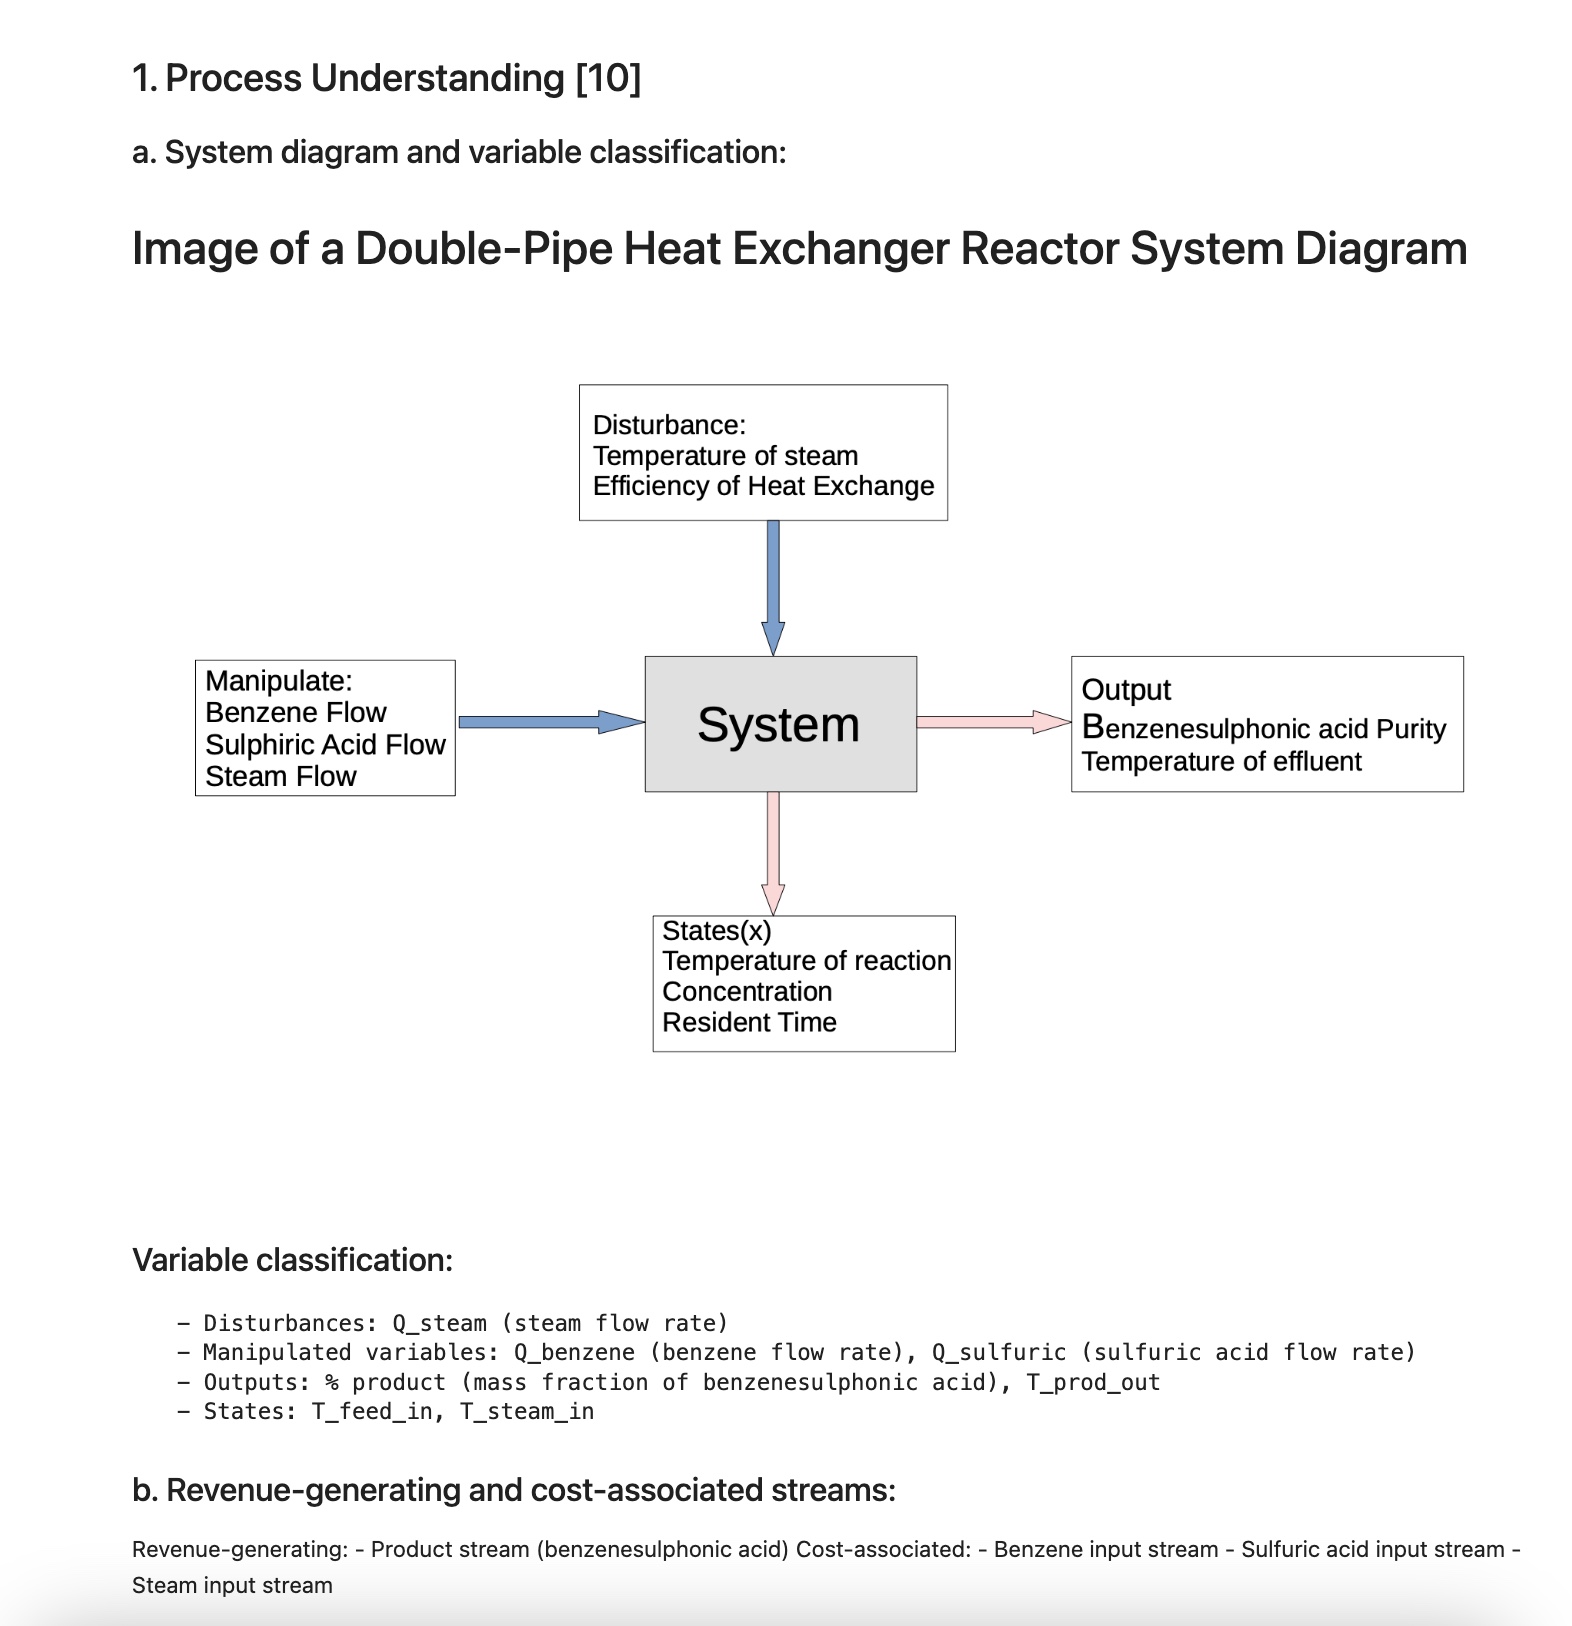 1. Process Understanding [10]
a. System diagram and variable classification:
Image of a Double-Pipe Heat Exchanger Reactor System Diagram
Disturbance:
Temperature of steam
Efficiency of Heat Exchange
Manipulate:
Benzene Flow
Sulphiric Acid Flow
Steam Flow
System
Output
Benzenesulphonic acid Purity
Temperature of effluent
States(x)
Temperature of reaction
Concentration
Resident Time
Variable classification:
– Disturbances: Q_steam (steam flow rate)
– Manipulated variables: Q_benzene (benzene flow rate), Q_sulfuric (sulfuric acid flow rate)
– Outputs: % product (mass fraction of benzenesulphonic acid), T_prod_out
– States: T_feed_in, T_steam_in
b. Revenue-generating and cost-associated streams:
Revenue-generating: - Product stream (benzenesulphonic acid) Cost-associated: - Benzene input stream - Sulfuric acid input stream -
Steam input stream